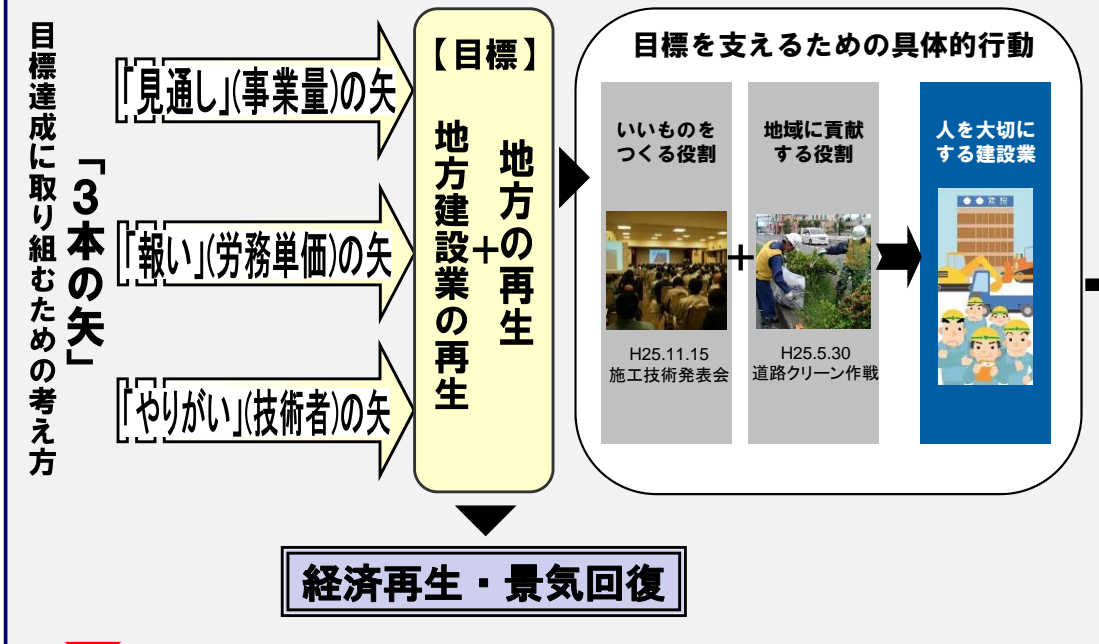 目標達成に取り組むための考え方
「3本の矢」
「見通し」(事業量)の矢
「報い」(労務単価)の矢
「やりがい」(技術者)の矢
【目標】
地方の再生
+
地方建設業の再生
経済再生・景気回復
目標を支えるための具体的行動
いいものを
つくる役割
H25.11.15
施工技術発表会
+
地域に貢献
する役割
H25.5.30
道路クリーン作戦
人を大切に
する建設業
●●建設